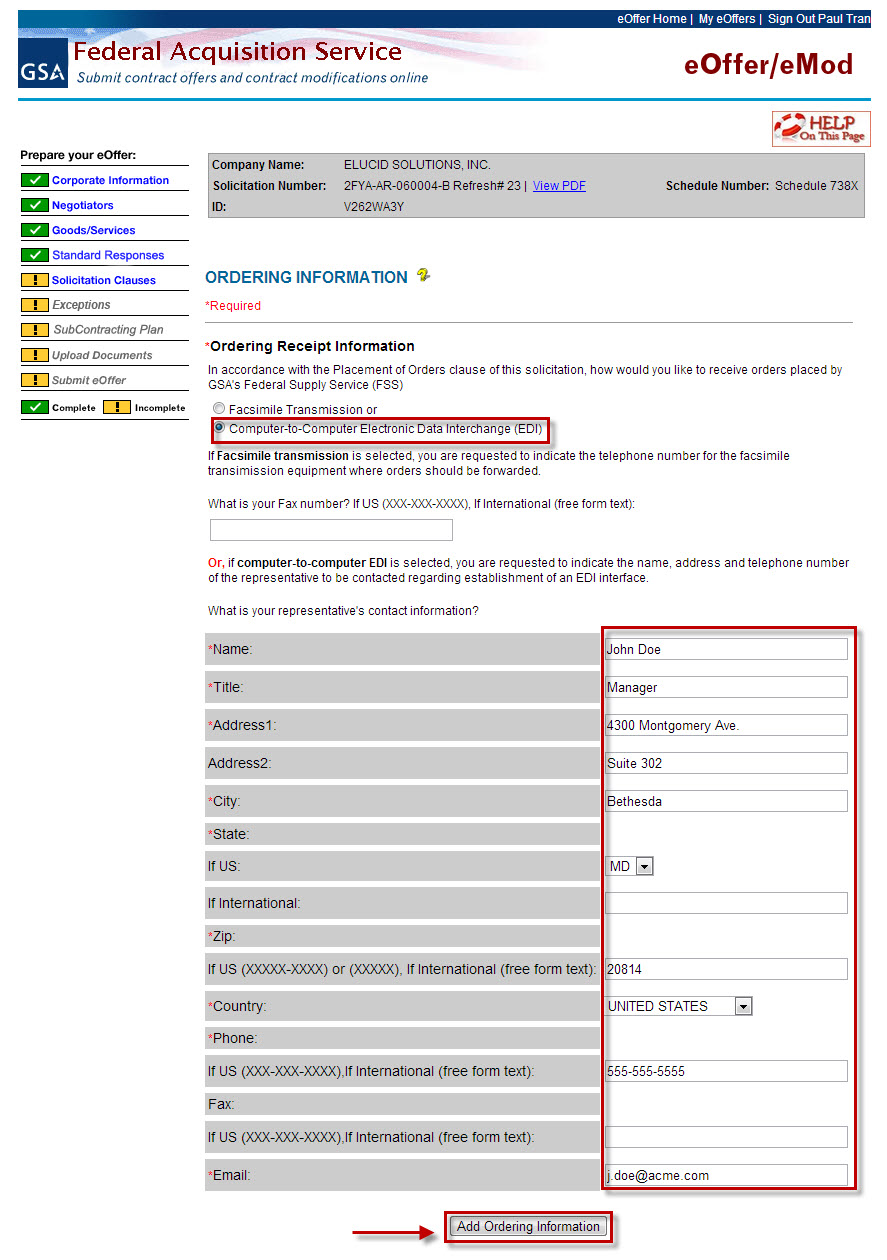 eOffer Home | My eOffers | Sign Out Paul Tran
GSA
Federal Acquisition Service
Submit contract offers and contract modifications online
eOffer/eMod
HELP
On This Page
Prepare your eOffer:
Corporate Information
Negotiators
Goods/Services
Standard Responses
! Solicitation Clauses
! Exceptions
! SubContracting Plan
! Upload Documents
! Submit eOffer
Complete ! Incomplete
Company Name: ELUCID SOLUTIONS, INC.
Solicitation Number: 2FYA-AR-060004-B Refresh# 23 | View PDF Schedule Number: Schedule 738X
ID: V262WA3Y
ORDERING INFORMATION ?
*Required
*Ordering Receipt Information
In accordance with the Placement of Orders clause of this solicitation, how would you like to receive orders placed by
GSA's Federal Supply Service (FSS)
Facsimile Transmission or
Computer-to-Computer Electronic Data Interchange (EDI)
If Facsimile transmission is selected, you are requested to indicate the telephone number for the facsimile
transimission equipment where orders should be forwarded.
What is your Fax number? If US (XXX-XXX-XXXX), If International (free form text):
Or, if computer-to-computer EDI is selected, you are requested to indicate the name, address and telephone number
of the representative to be contacted regarding establishment of an EDI interface.
What is your representative's contact information?
*Name: John Doe
*Title: Manager
*Address1: 4300 Montgomery Ave.
Address2: Suite 302
*City: Bethesda
*State:
If US: MD
If International:
*Zip:
If US (XXXXX-XXXX) or (XXXXX), If International (free form text): 20814
*Country: UNITED STATES
*Phone:
If US (XXX-XXX-XXXX),If International (free form text): 555-555-5555
Fax:
If US (XXX-XXX-XXXX),If International (free form text):
*Email: j.doe@acme.com
Add Ordering Information